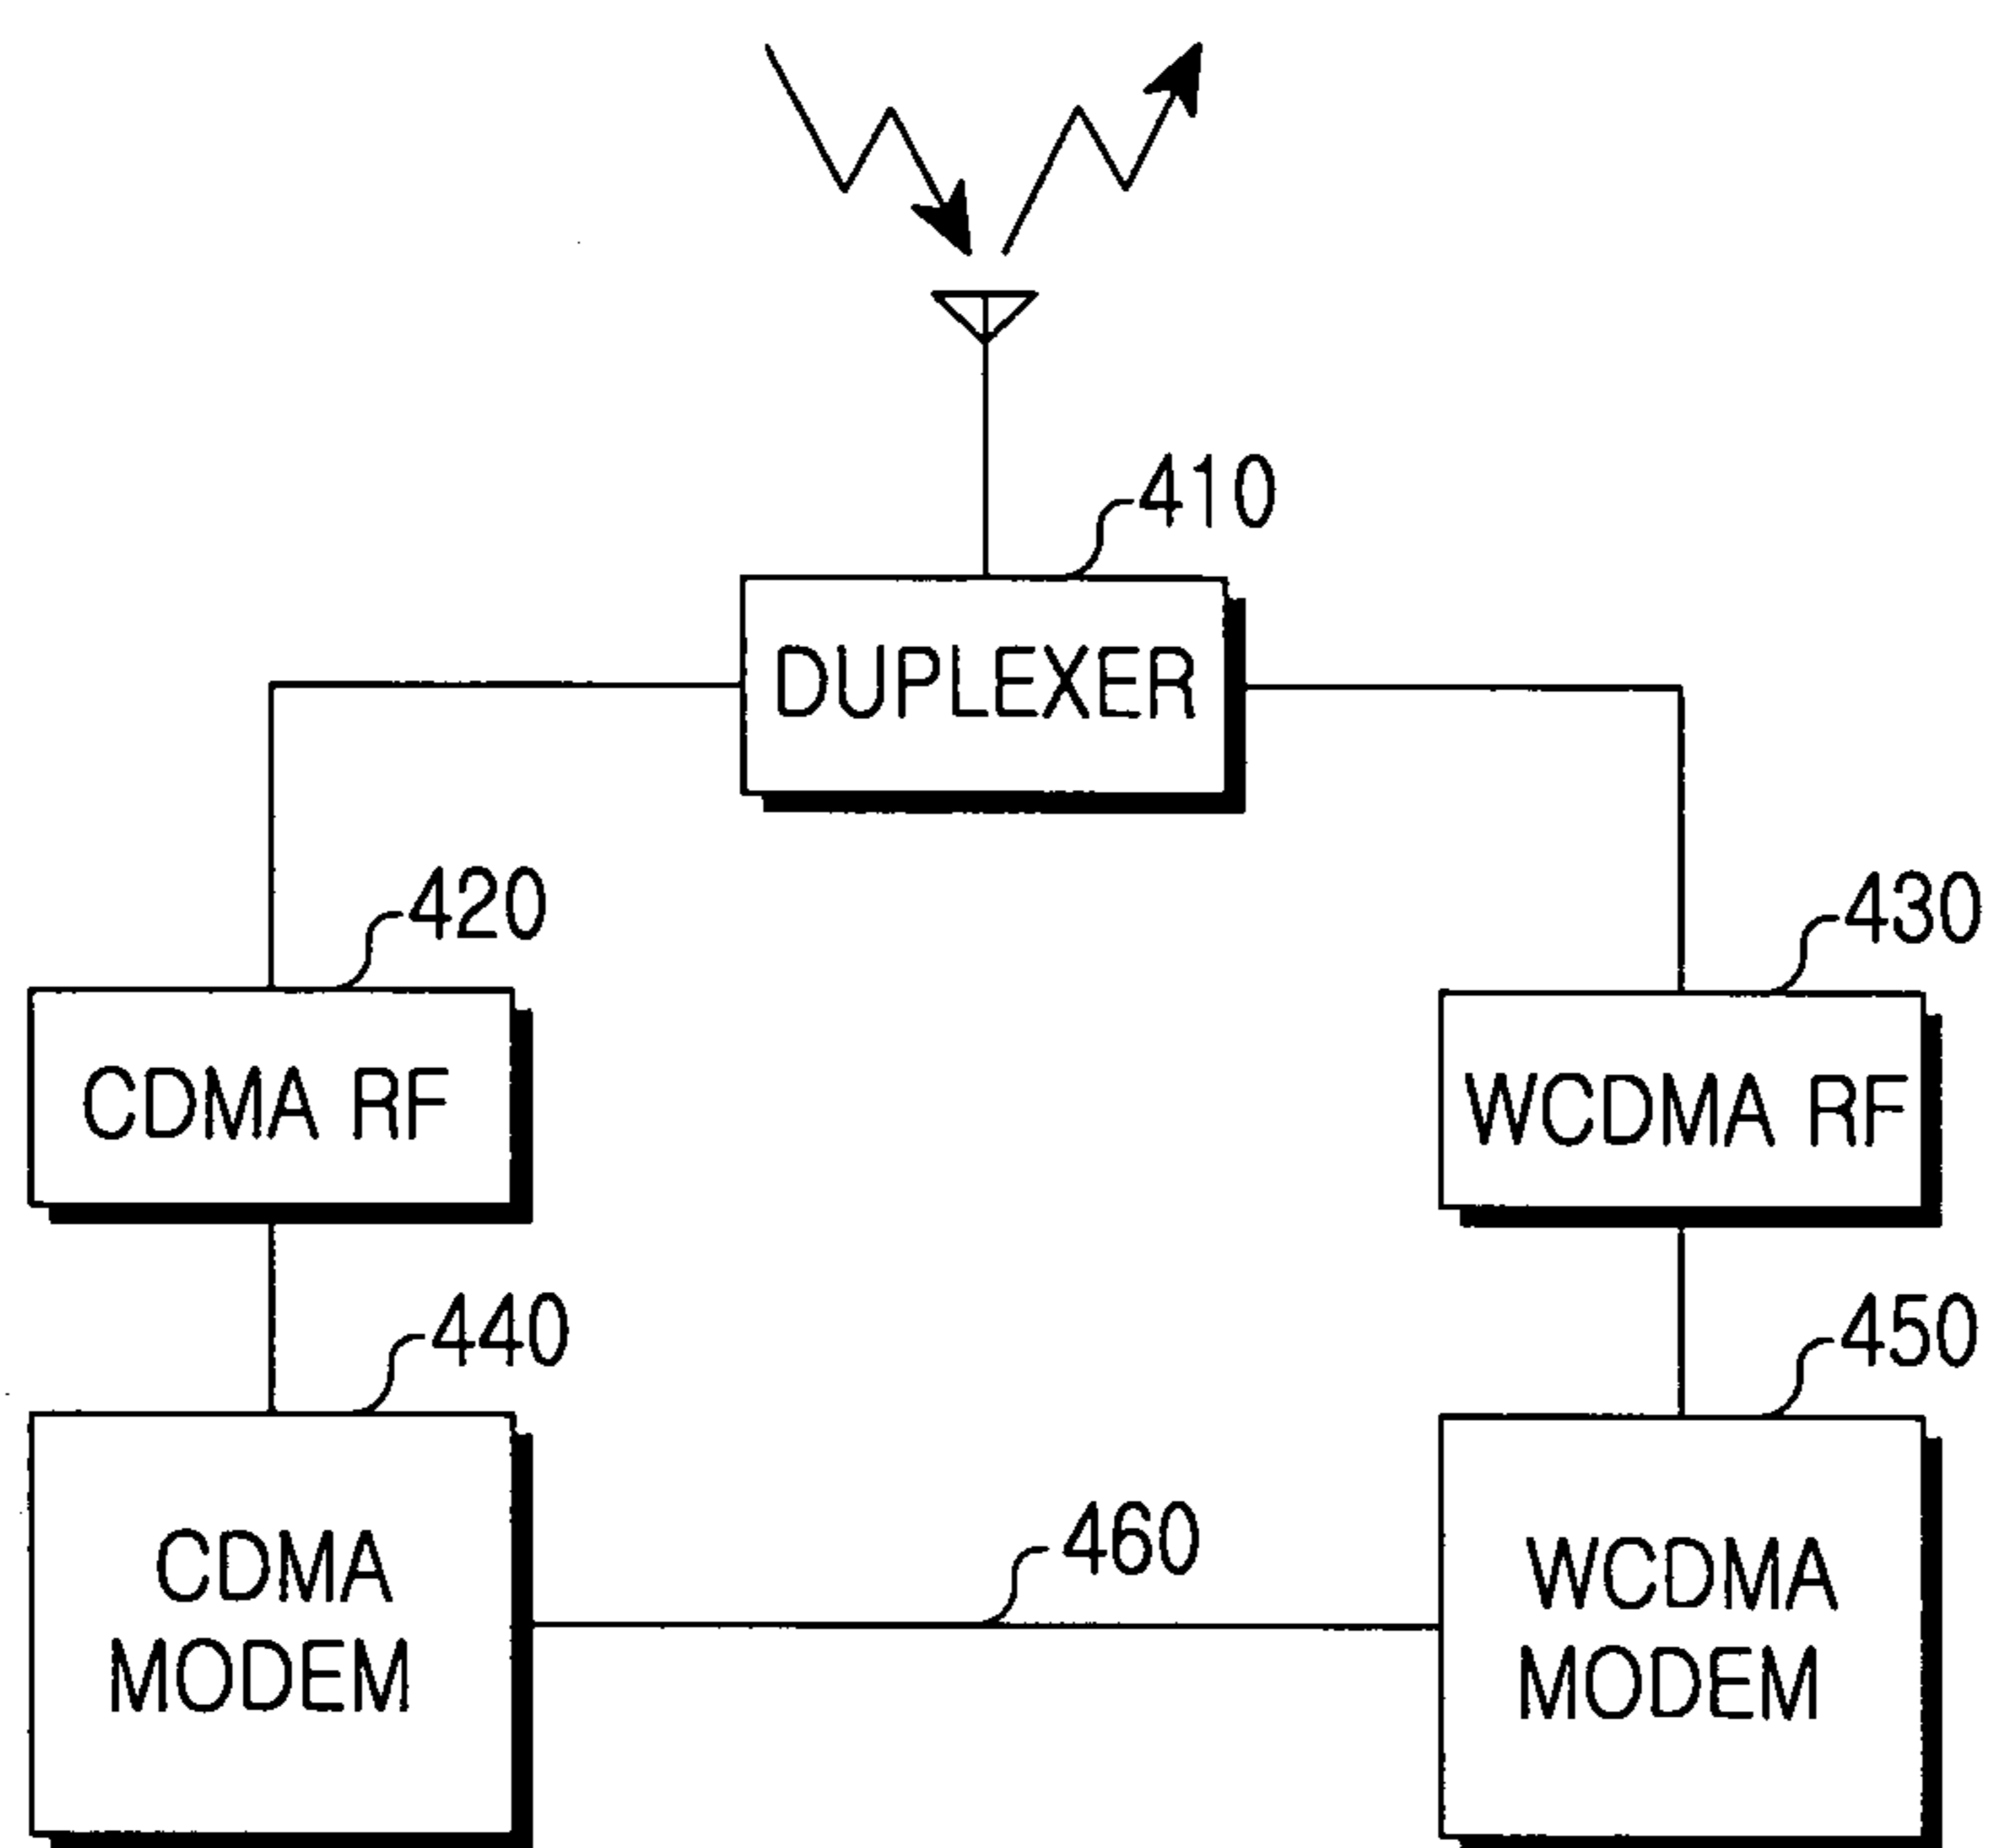 410
DUPLEXER
420
430
CDMA RF
WCDMA RF
440
450
CDMA
MODEM
460
WCDMA
MODEM